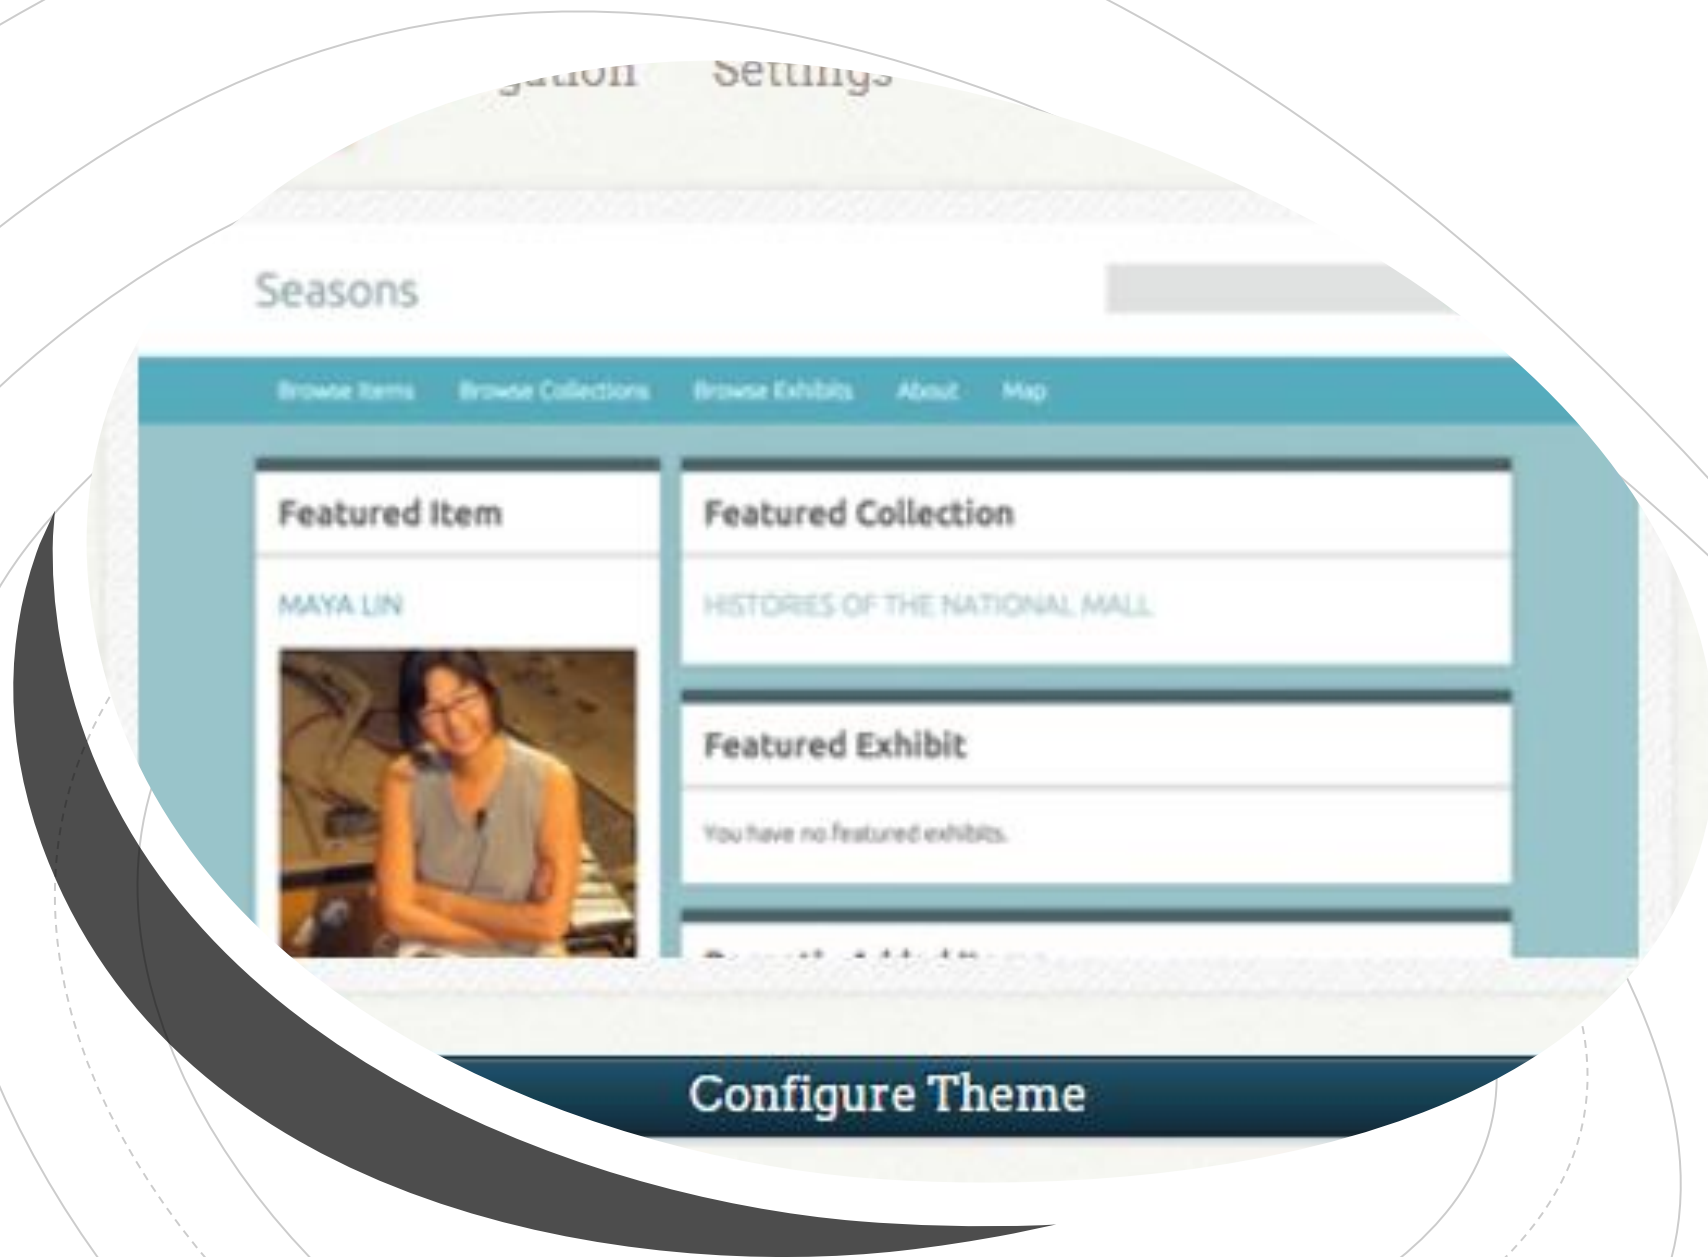 Settings
Seasons
Browse Items Browse Collections Browse Exhibits About Map
Featured Item
MAYA LIN
Featured Collection
HISTORIES OF THE NATIONAL MALL
Featured Exhibit
You have no featured exhibits.
Configure Theme